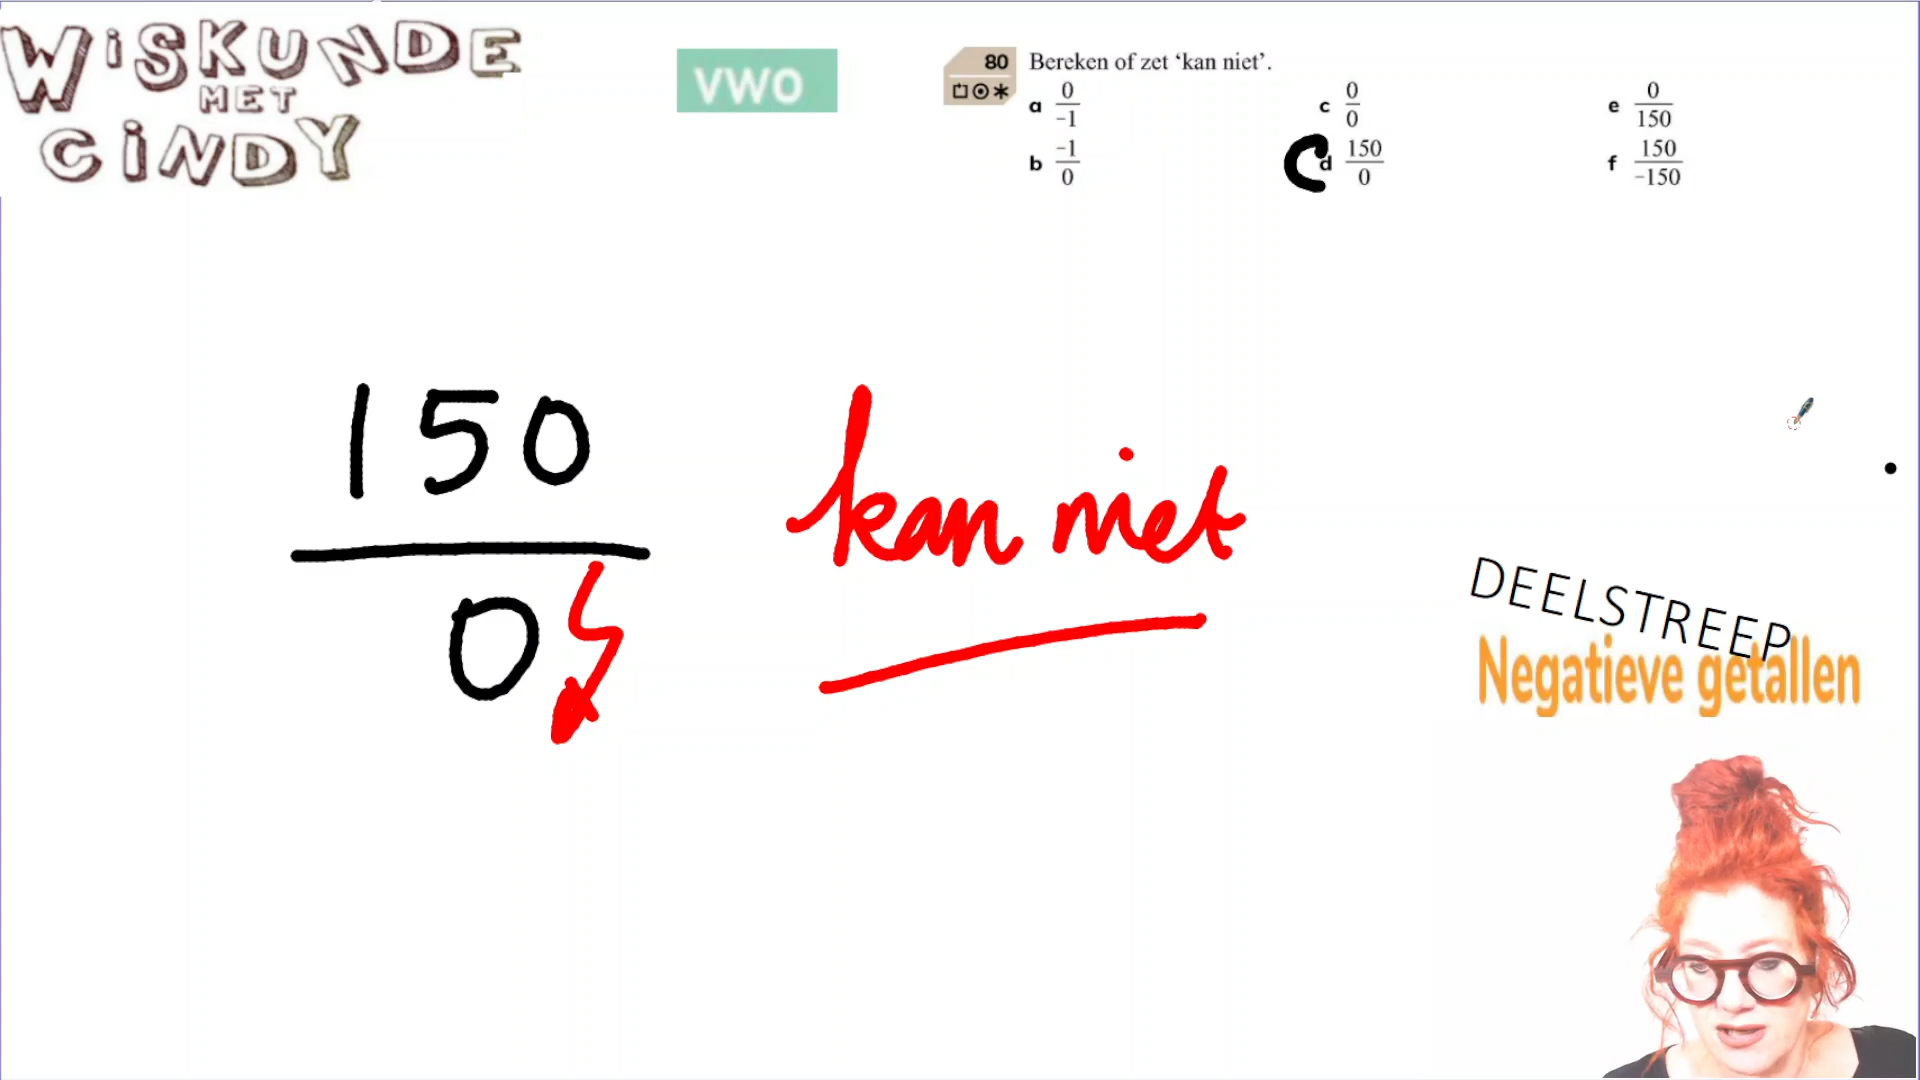 WiSKUNDE
MET
CiNDY
VWO
80 Bereken of zet ‘kan niet’.
a 0/-1
b -1/0
c 0/0
d 150/0
e 0/150
f 150/-150
150
0
kan niet
DEELSTREEP
Negatieve getallen